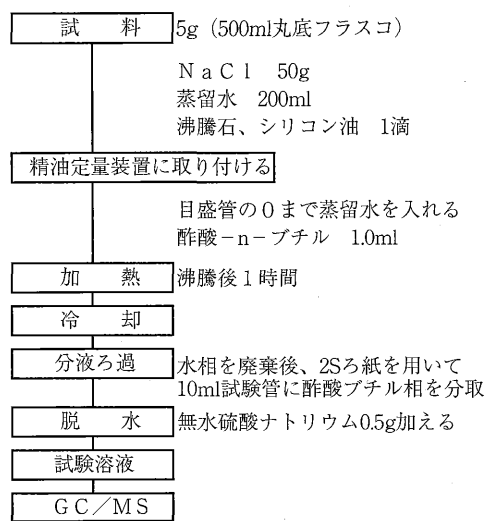 試　料　5g（500ml丸底フラスコ）
ＮａＣｌ　50g
蒸留水　200ml
沸騰石、シリコン油　1滴
精油定量装置に取り付ける
目盛管の０まで蒸留水を入れる
酢酸－n－ブチル　1.0ml
加　熱　沸騰後１時間
冷　却
分液ろ過　水相を廃棄後、2Sろ紙を用いて
10ml試験管に酢酸ブチル相を分取
脱　水　無水硫酸ナトリウム0.5g加える
試験溶液
ＧＣ／ＭＳ